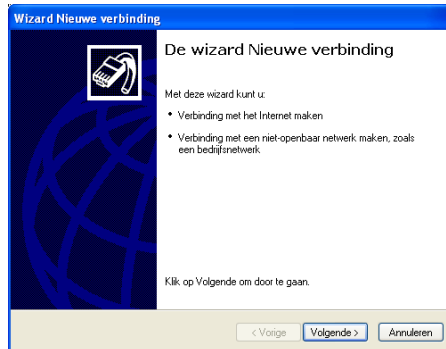 Wizard Nieuwe verbinding
De wizard Nieuwe verbinding
Met deze wizard kunt u:
• Verbinding met het Internet maken
• Verbinding met een niet-openbaar netwerk maken, zoals
een bedrijfsnetwerk
Klik op Volgende om door te gaan.
< Vorige
Volgende >
Annuleren